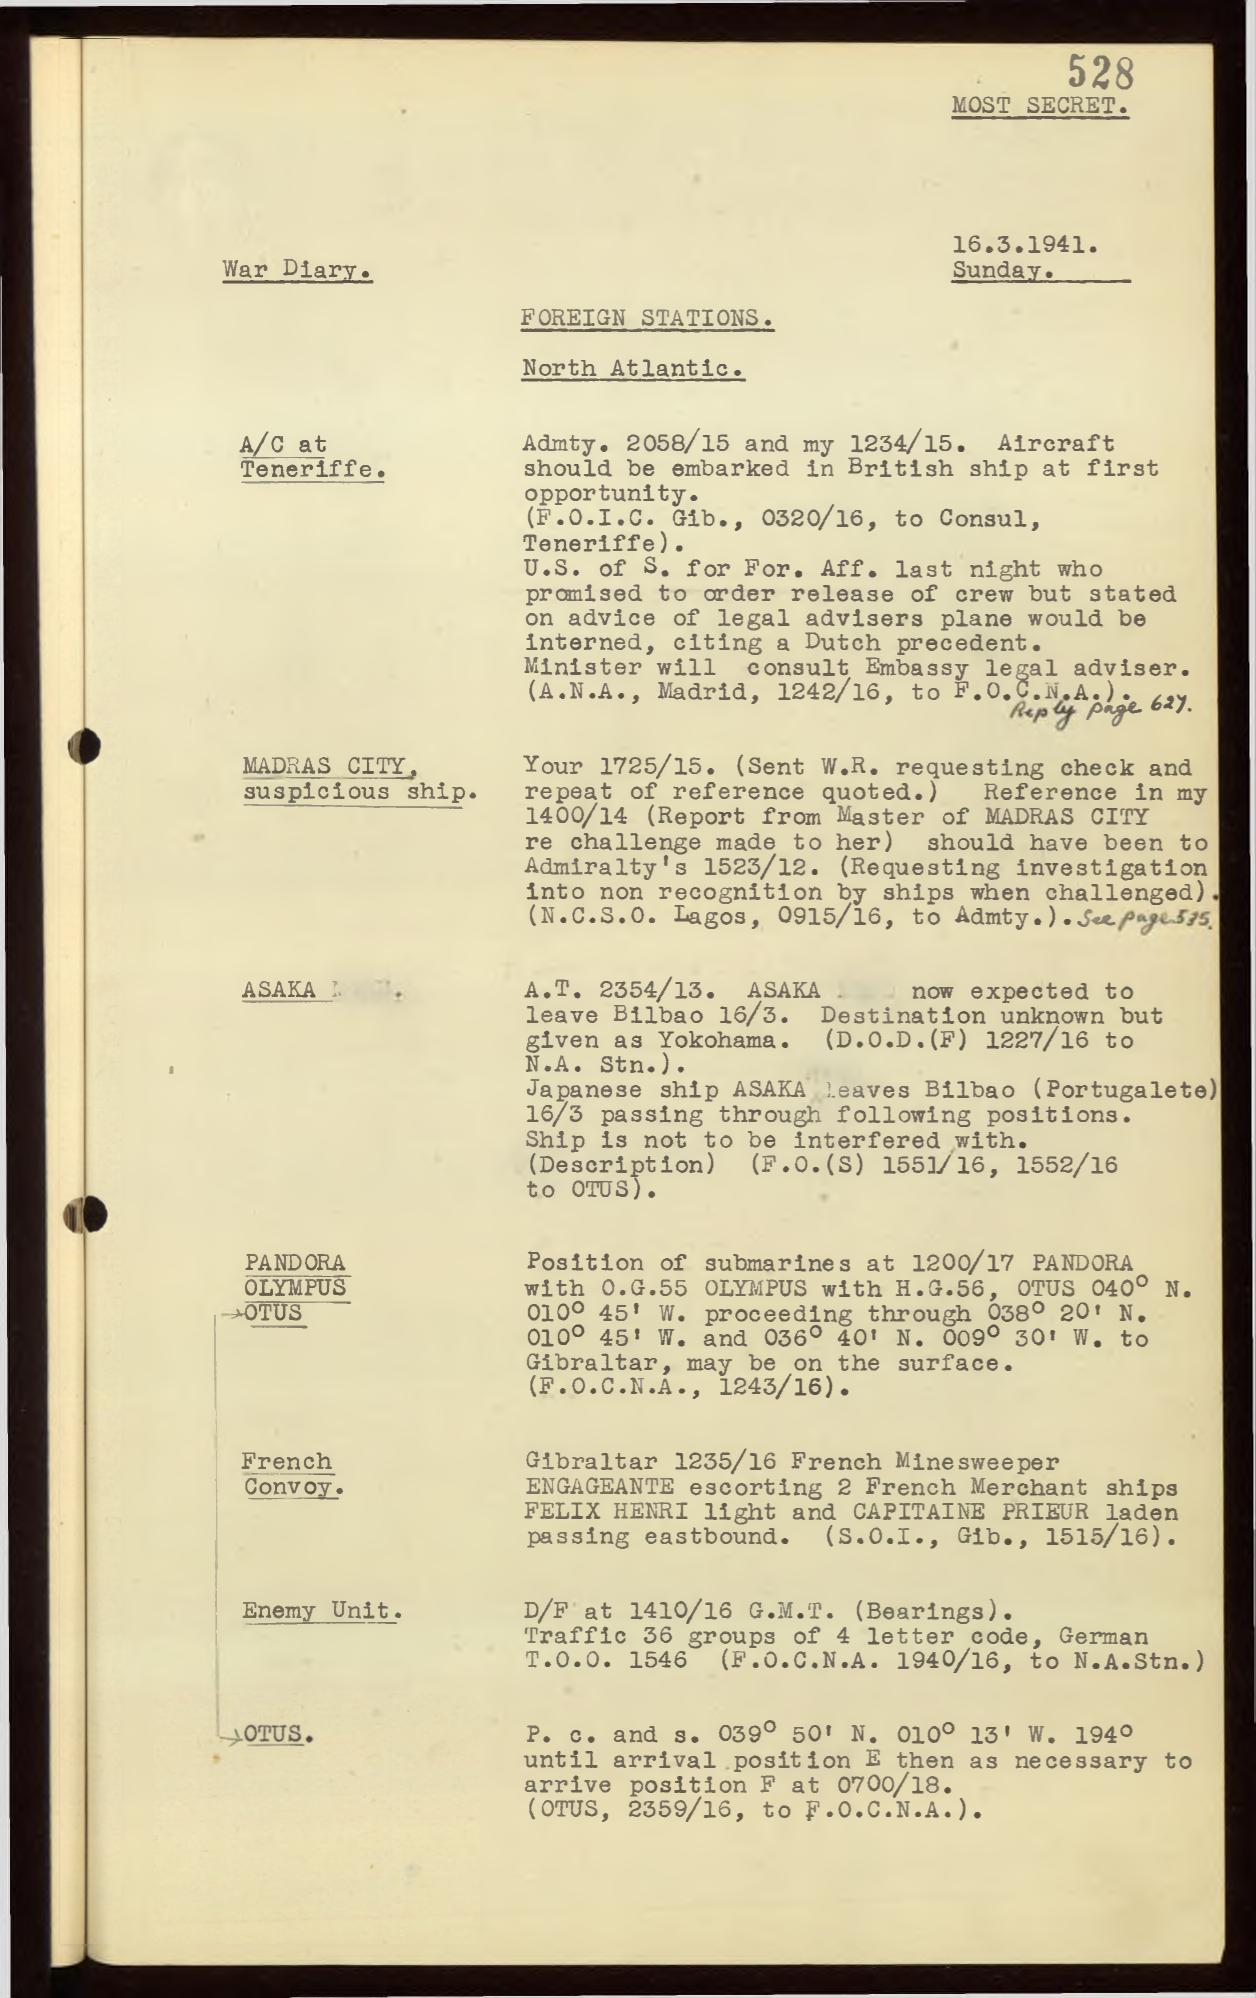 528
MOST SECRET.
16.3.1941.
War Diary.
Sunday.
FOREIGN STATIONS.
North Atlantic.
A/C at
Teneriffe.
Admty. 2058/15 and my 1234/15. Aircraft
should be embarked in British ship at first
opportunity.
(F.O.I.C. Gib., 0320/16, to Consul,
Teneriffe).
U.S. of S. for For. Aff. last night who
promised to order release of crew but stated
on advice of legal advisers plane would be
interned, citing a Dutch precedent.
Minister will consult Embassy legal adviser.
(A.N.A., Madrid, 1242/16, to F.O.C.N.A.).
Reply page 627.
MADRAS CITY,
suspicious ship.
Your 1725/15. (Sent W.R. requesting check and
repeat of reference quoted.) Reference in my
1400/14 (Report from Master of MADRAS CITY
re challenge made to her) should have been to
Admiralty's 1523/12. (Requesting investigation
into non recognition by ships when challenged).
(N.C.S.O. Lagos, 0915/16, to Admty.). See page 535.
ASAKA
A.T. 2354/13. ASAKA now expected to
leave Bilbao 16/3. Destination unknown but
given as Yokohama. (D.O.D.(F) 1227/16 to
N.A. Stn.).
Japanese ship ASAKA leaves Bilbao (Portugalete)
16/3 passing through following positions.
Ship is not to be interfered with.
(Description) (F.O.(S) 1551/16, 1552/16
to OTUS).
PANDORA
OLYMPUS
→OTUS
Position of submarines at 1200/17 PANDORA
with O.G.55 OLYMPUS with H.G.56, OTUS 040° N.
010° 45' W. proceeding through 038° 20' N.
010° 45' W. and 036° 40' N. 009° 30' W. to
Gibraltar, may be on the surface.
(F.O.C.N.A., 1243/16).
French
Convoy.
Gibraltar 1235/16 French Minesweeper
ENGAGEANTE escorting 2 French Merchant ships
FELIX HENRI light and CAPITAINE PRIEUR laden
passing eastbound. (S.O.I., Gib., 1515/16).
Enemy Unit.
D/F at 1410/16 G.M.T. (Bearings).
Traffic 36 groups of 4 letter code, German
T.O.O. 1546 (F.O.C.N.A. 1940/16, to N.A.Stn.)
→OTUS.
P. c. and s. 039° 50' N. 010° 13' W. 194°
until arrival position E then as necessary to
arrive position F at 0700/18.
(OTUS, 2359/16, to F.O.C.N.A.).